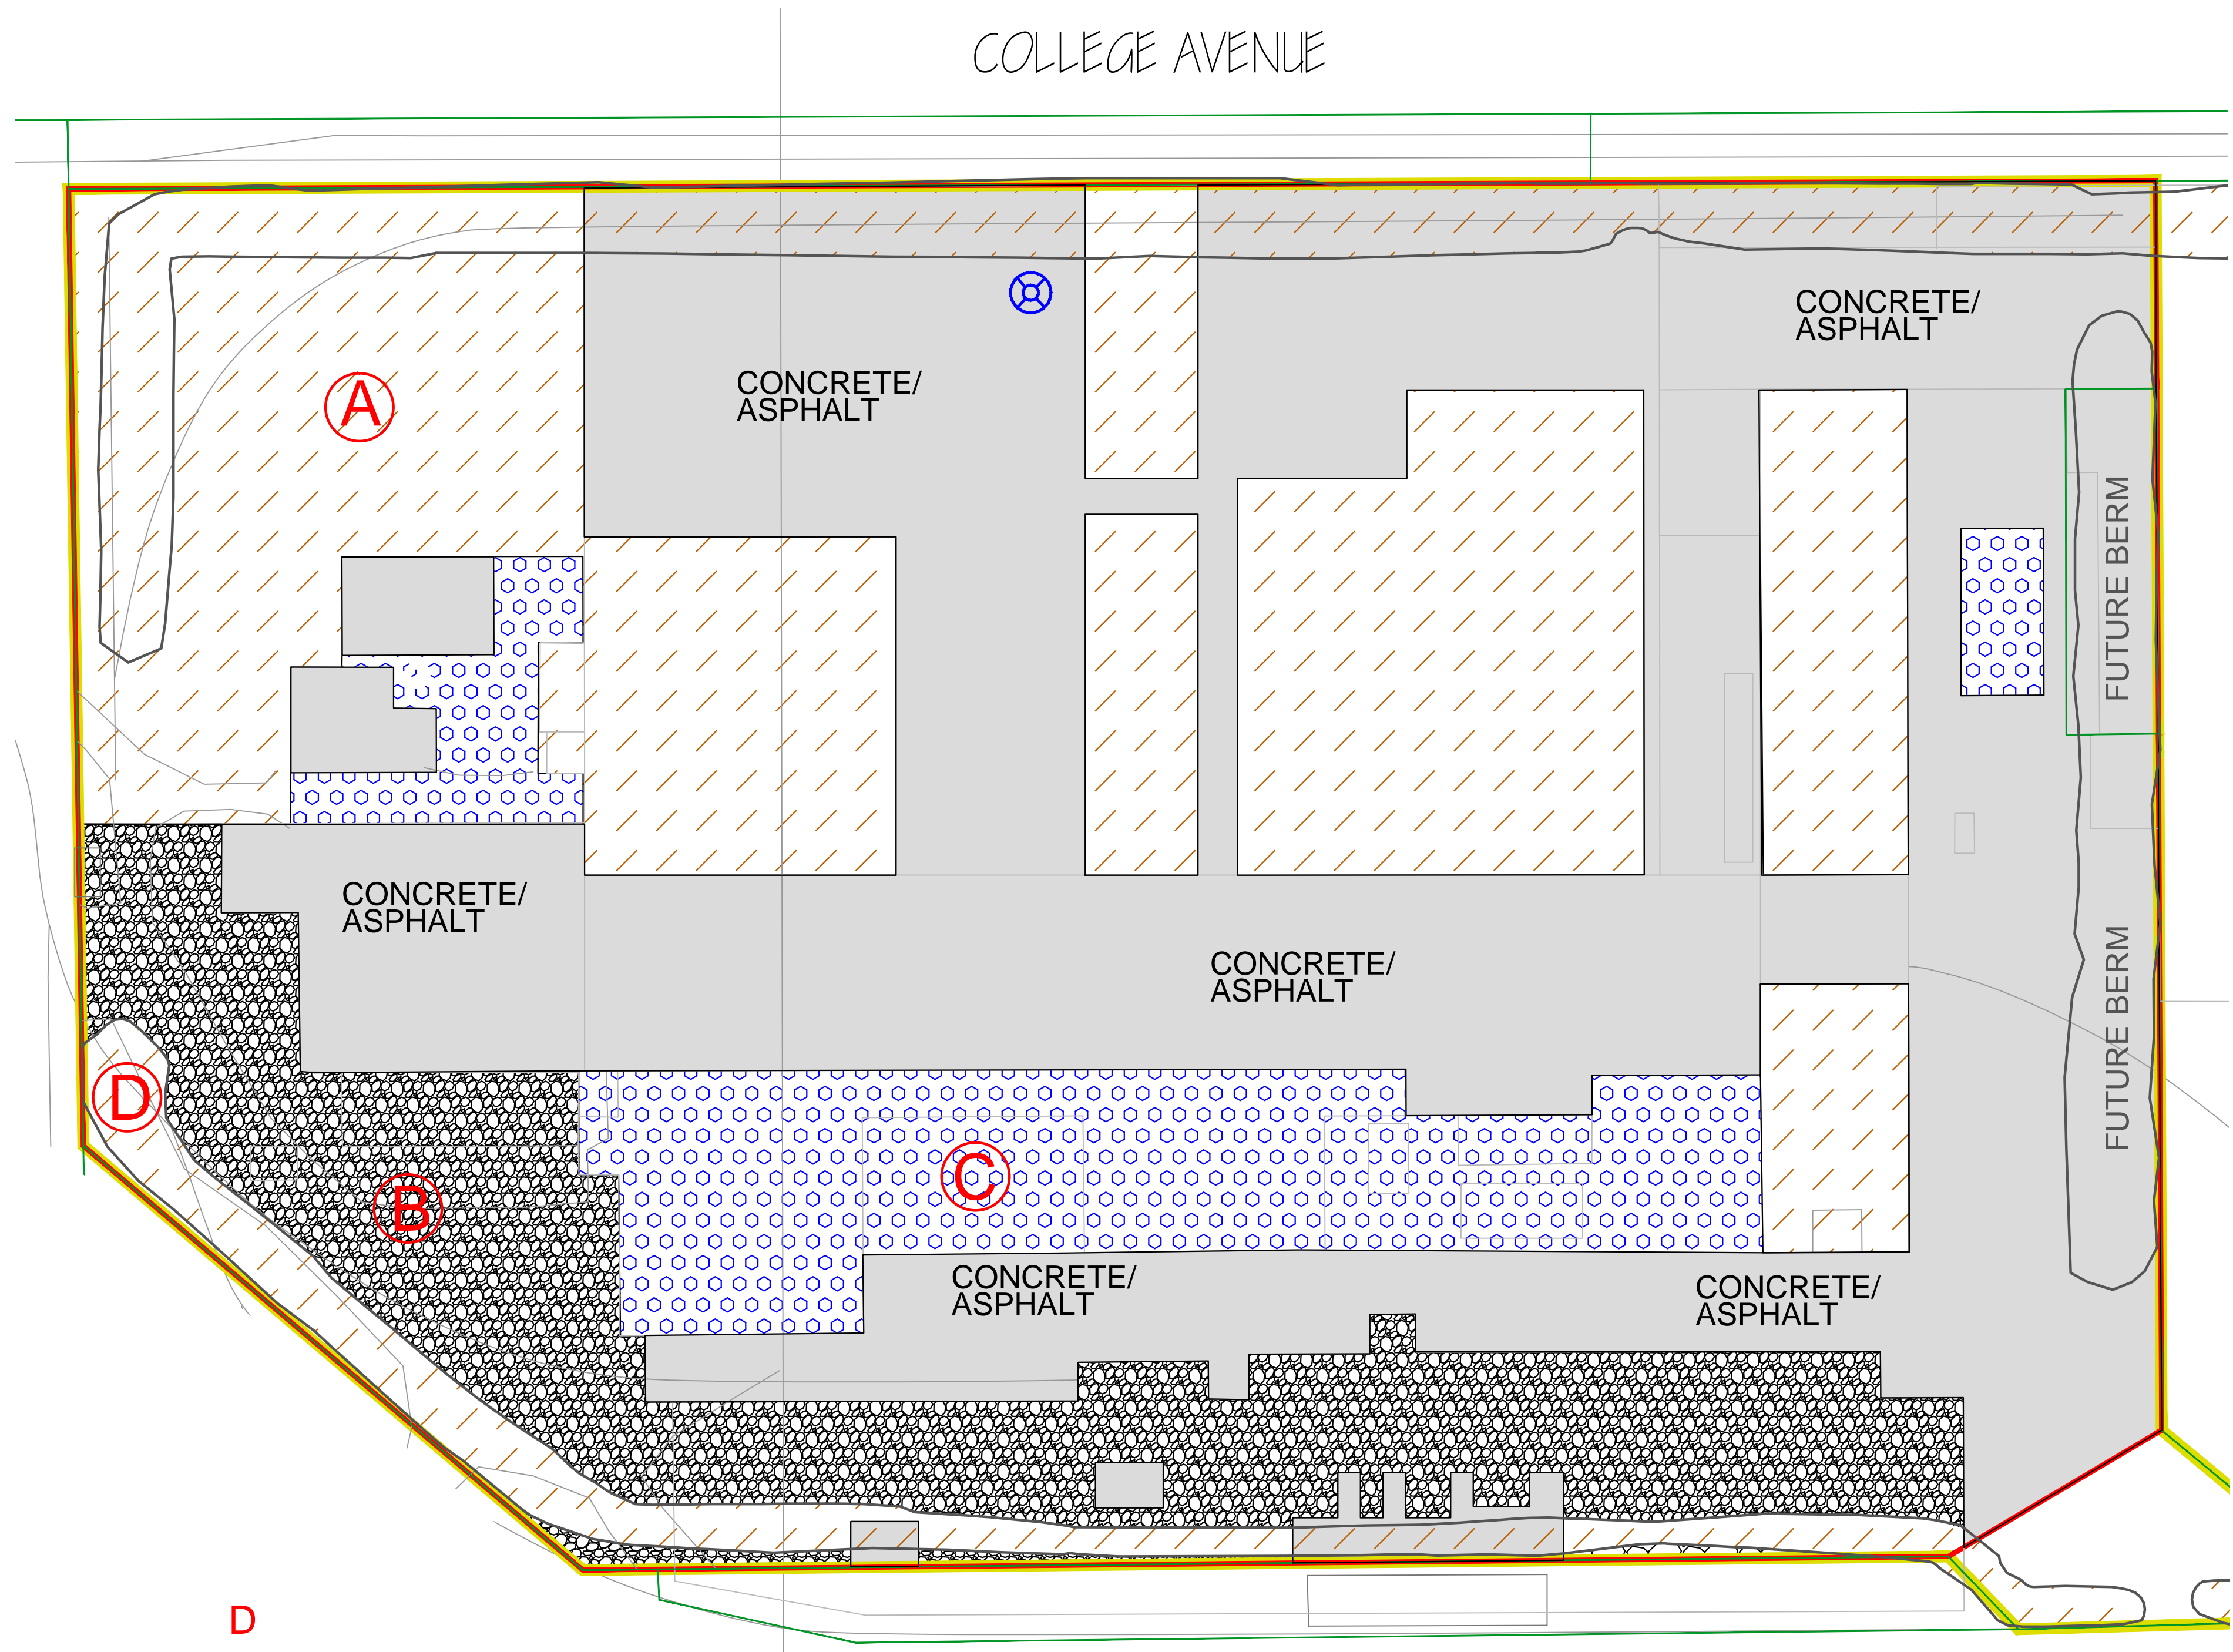 COLLEGE AVENUE
CONCRETE/
ASPHALT
CONCRETE/
ASPHALT
A
FUTURE BERM
CONCRETE/
ASPHALT
CONCRETE/
ASPHALT
FUTURE BERM
D
C
B
CONCRETE/
ASPHALT
CONCRETE/
ASPHALT
D